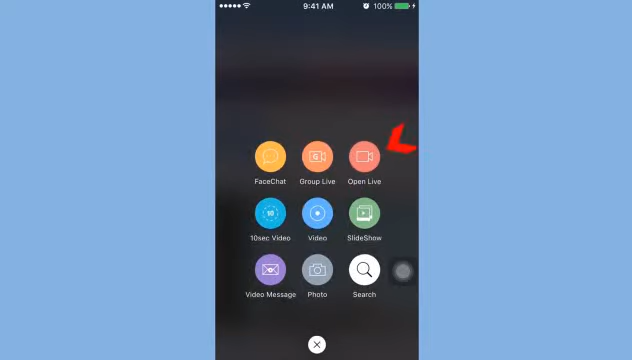 9:41 AM 100%
FaceChat Group Live Open Live
10sec Video Video SlideShow
Video Message Photo Search